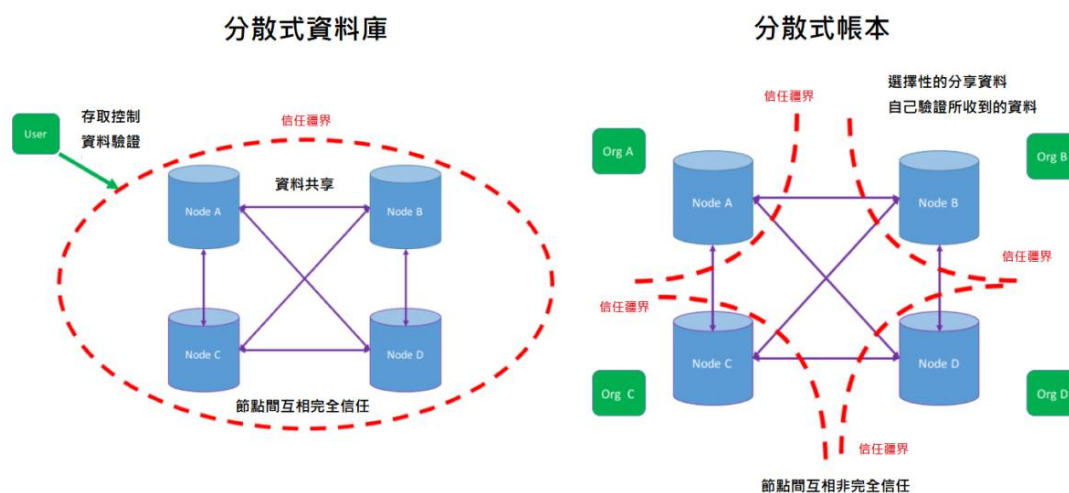 分散式資料庫
User
存取控制
資料驗證
信任疆界
Node A
資料共享
Node B
Node C
Node D
節點間互相完全信任
分散式帳本
選擇性的分享資料
自己驗證所收到的資料
信任疆界
Org A
Org B
Node A
Node B
信任疆界
信任疆界
Node C
Node D
Org C
Org D
信任疆界
節點間互相非完全信任